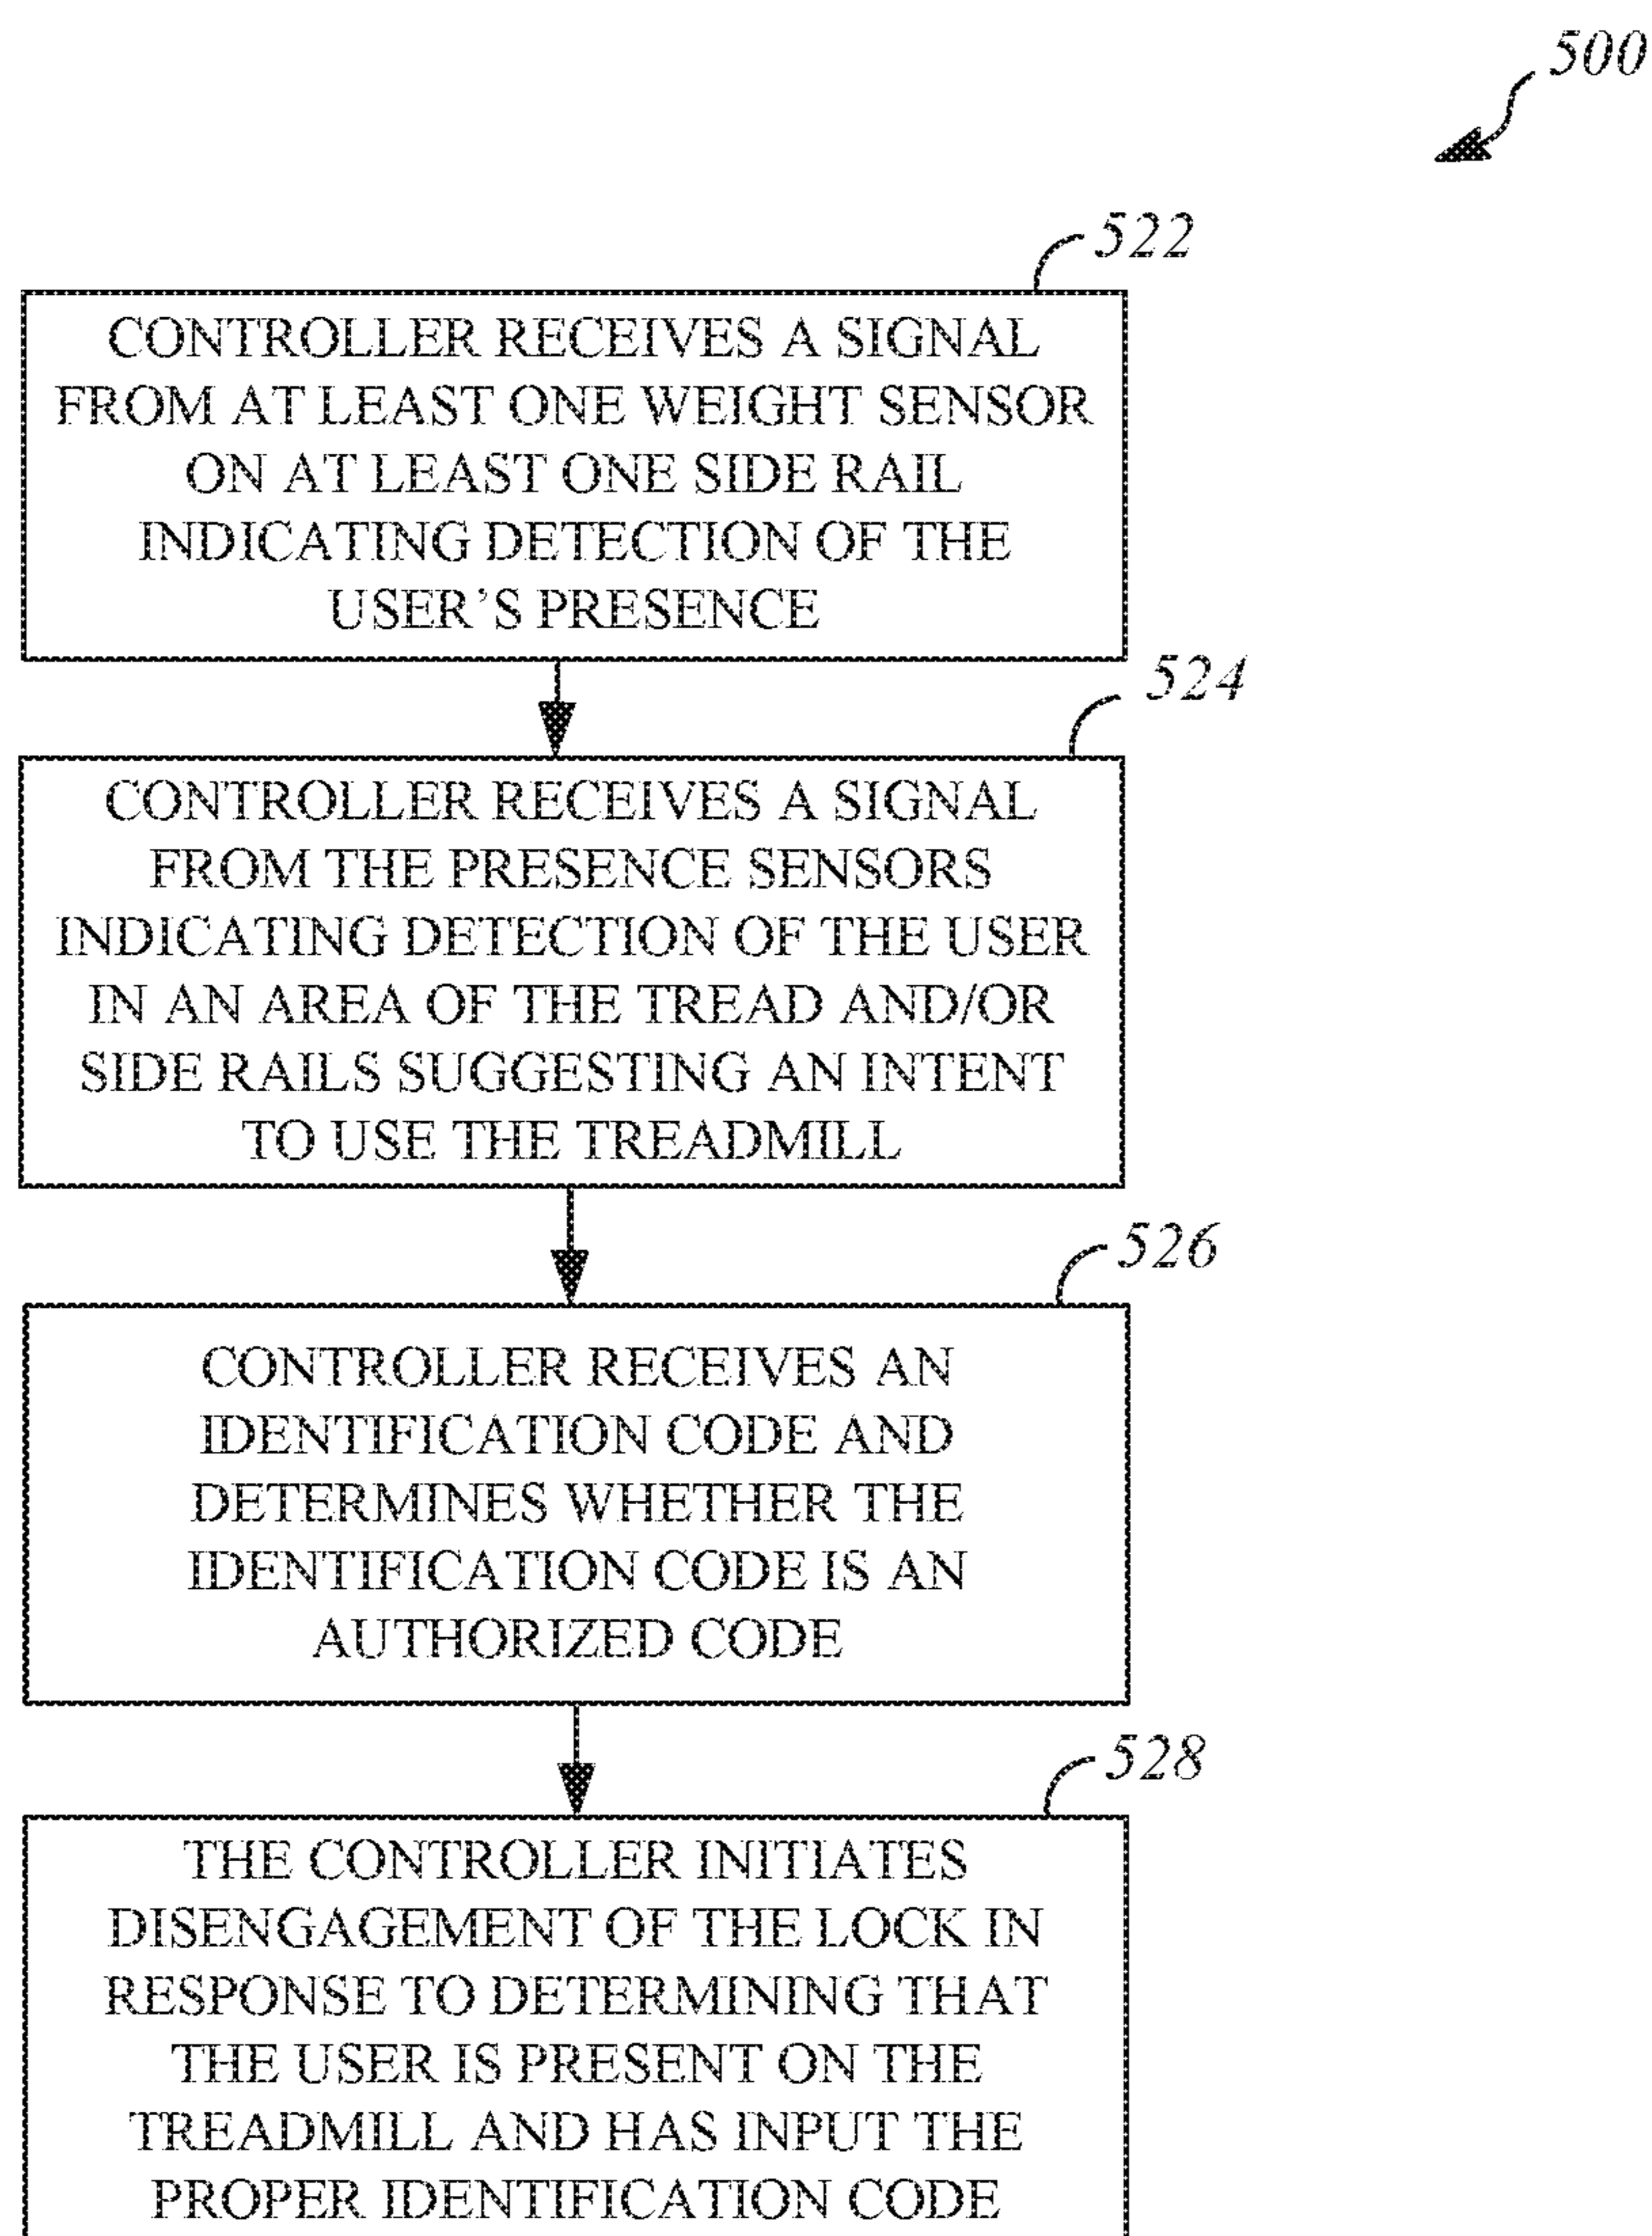 500
522
CONTROLLER RECEIVES A SIGNAL
FROM AT LEAST ONE WEIGHT SENSOR
ON AT LEAST ONE SIDE RAIL
INDICATING DETECTION OF THE
USER'S PRESENCE
524
CONTROLLER RECEIVES A SIGNAL
FROM THE PRESENCE SENSORS
INDICATING DETECTION OF THE USER
IN AN AREA OF THE TREAD AND/OR
SIDE RAILS SUGGESTING AN INTENT
TO USE THE TREADMILL
526
CONTROLLER RECEIVES AN
IDENTIFICATION CODE AND
DETERMINES WHETHER THE
IDENTIFICATION CODE IS AN
AUTHORIZED CODE
528
THE CONTROLLER INITIATES
DISENGAGEMENT OF THE LOCK IN
RESPONSE TO DETERMINING THAT
THE USER IS PRESENT ON THE
TREADMILL AND HAS INPUT THE
PROPER IDENTIFICATION CODE